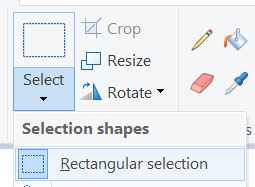 Crop
Resize
Select
Rotate
Selection shapes
Rectangular selection